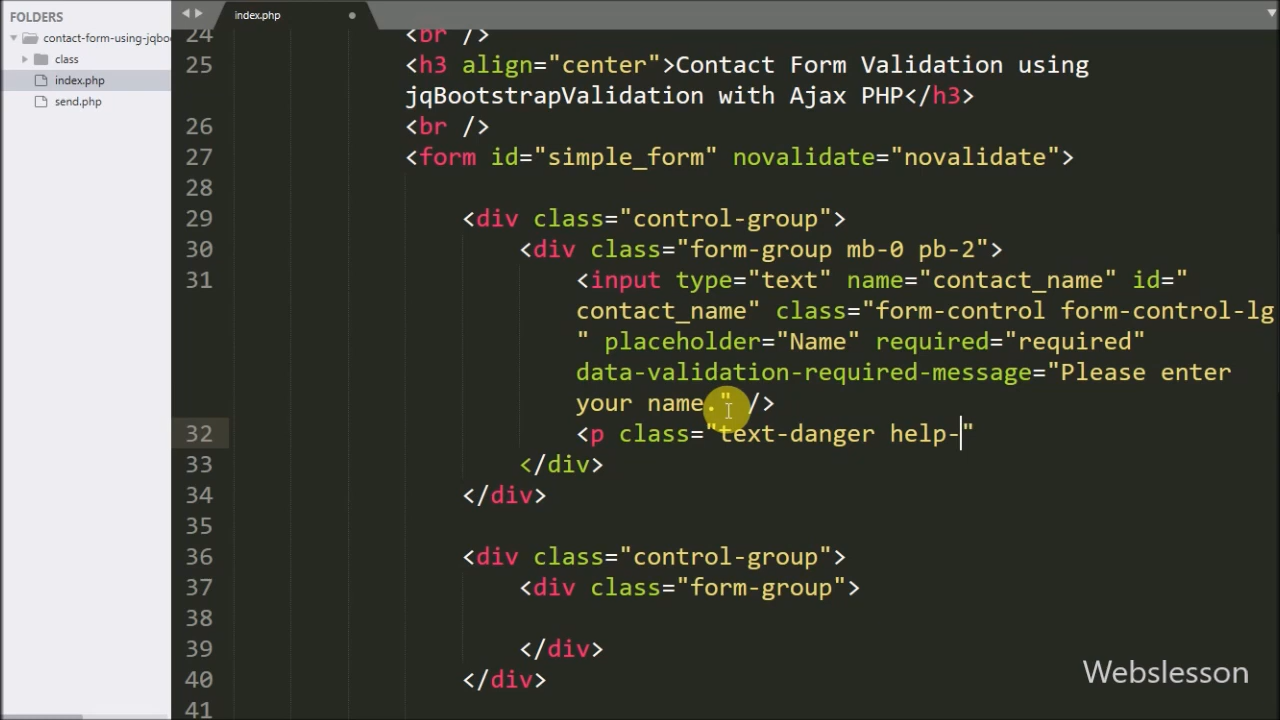 FOLDERS
contact-form-using-jqboo
class
index.php
send.php
index.php
24 <br />
25 <h3 align="center">Contact Form Validation using
jqBootstrapValidation with Ajax PHP</h3>
26 <br />
27 <form id="simple_form" novalidate="novalidate">
28
29 <div class="control-group">
30 <div class="form-group mb-0 pb-2">
31 <input type="text" name="contact_name" id="
contact_name" class="form-control form-control-lg
" placeholder="Name" required="required"
data-validation-required-message="Please enter
your name." />
32 <p class="text-danger help-"
33 </div>
34 </div>
35
36 <div class="control-group">
37 <div class="form-group">
38
39 </div>
40 </div>
41
Webslesson